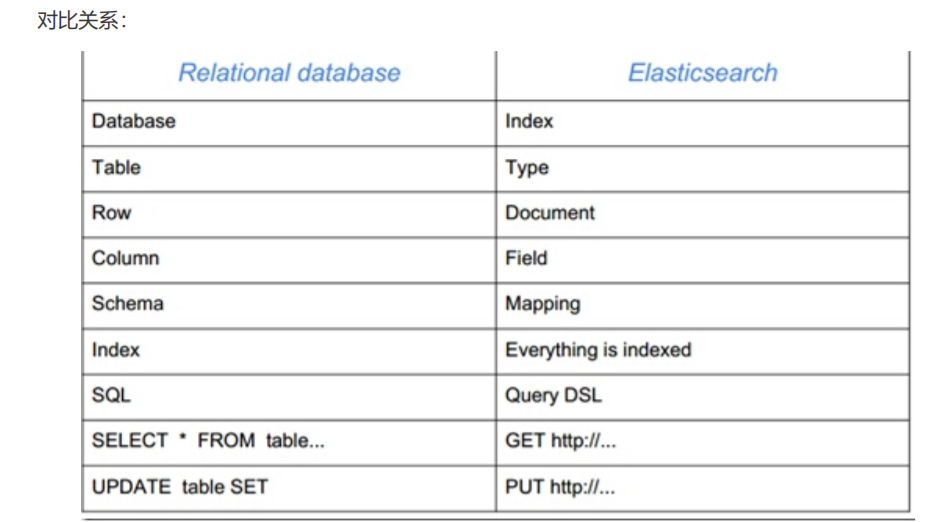 对比关系：
Relational database Elasticsearch
Database Index
Table Type
Row Document
Column Field
Schema Mapping
Index Everything is indexed
SQL Query DSL
SELECT * FROM table... GET http://...
UPDATE table SET PUT http://...